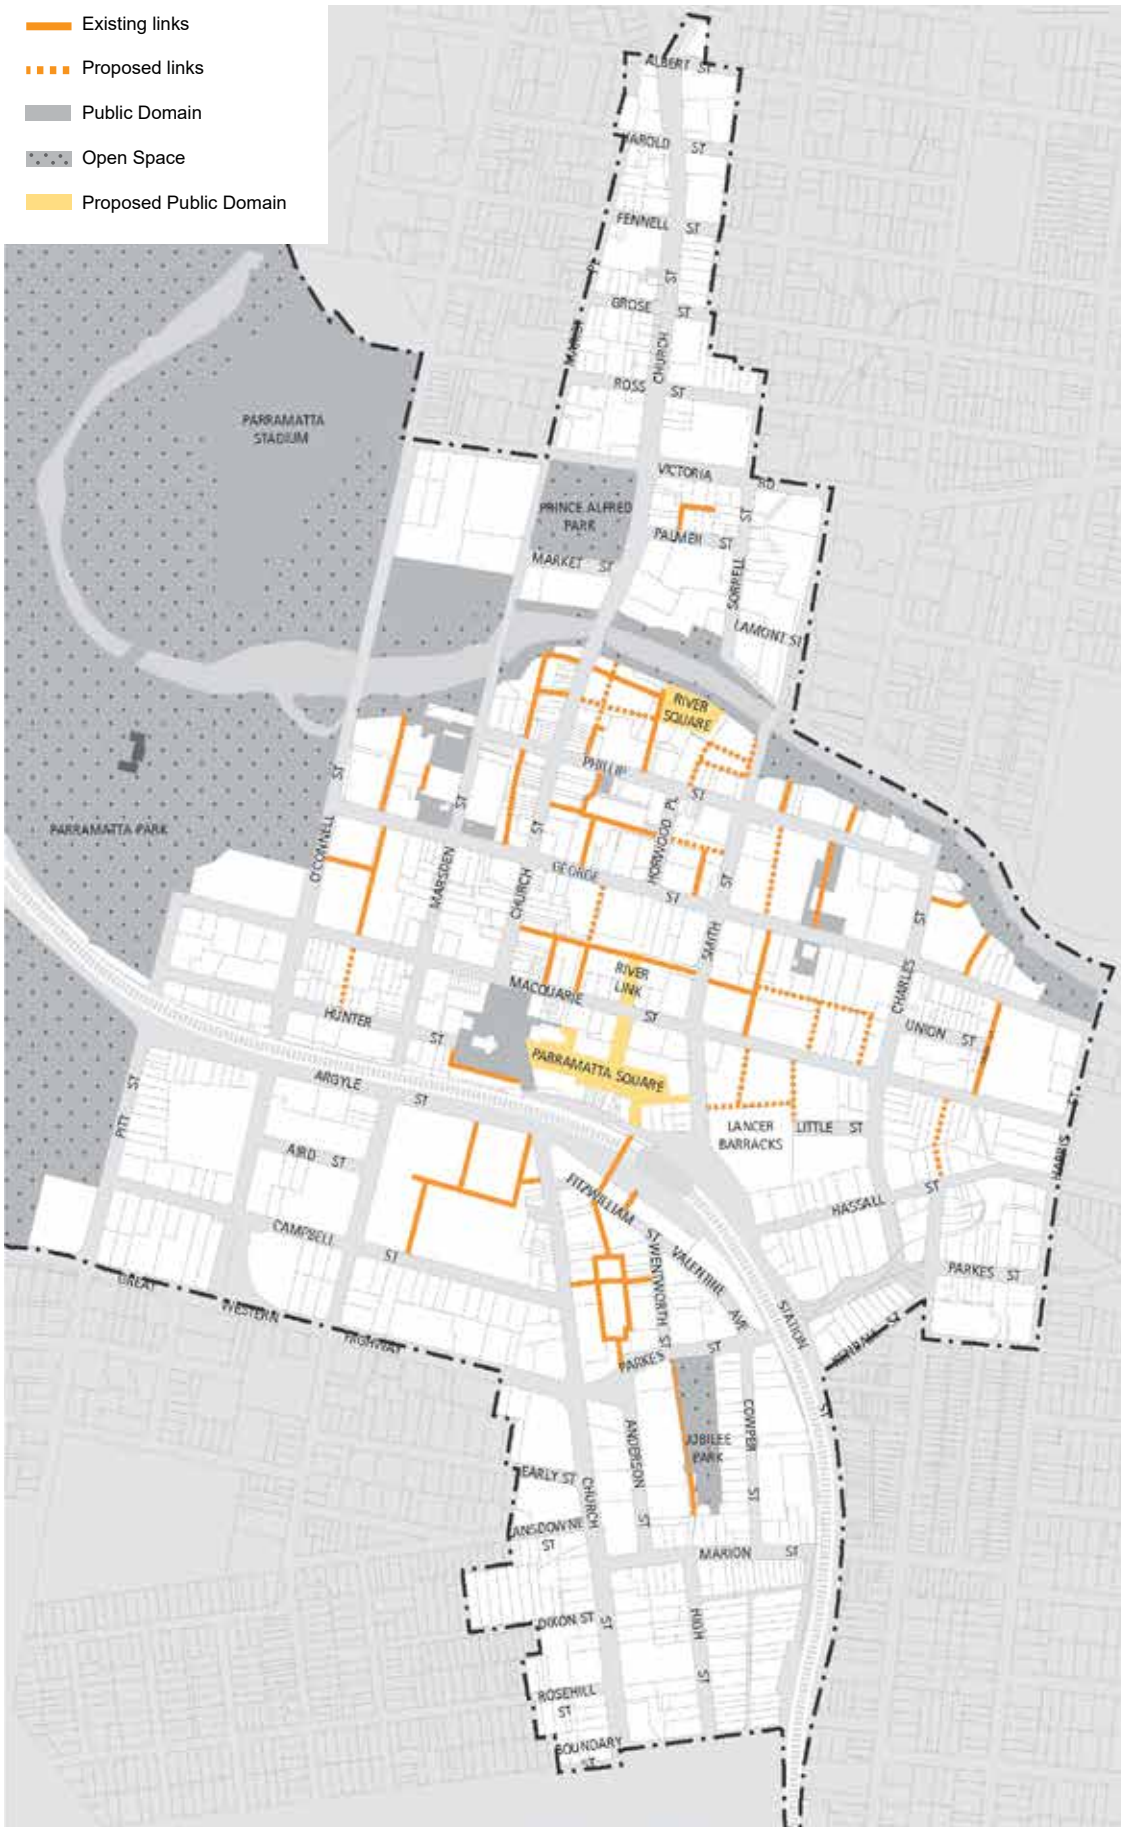 Existing links
Proposed links
Public Domain
Open Space
Proposed Public Domain
ALBERT ST
HAROLD ST
FENNELL ST
PL
ST
GROSE ST
CHURCH
ROSS ST
PARRAMATTA
STADIUM
VICTORIA RD
PRINCE ALFRED
PARK
PALMER ST
ST
MARKET ST
SORRELL
LAMONT ST
RIVER
SQUARE
PHILLIP ST
ST
ST
PARRAMATTA PARK
O'CONNELL
MARSDEN
CHURCH
ST
HORWOOD PL
GEORGE ST
ST
SMITH
ST
CHARLES
RIVER
LINK
MACQUARIE ST
HUNTER ST
UNION ST
PARRAMATTA SQUARE
ARGYLE ST
PITT ST
LANCER
BARRACKS
LITTLE ST
HARRIS
ST
AIRD ST
FITZWILLIAM ST
HASSALL ST
CAMPBELL ST
WENTWORTH ST
VALENTINE AVE
STATION
ST
PARKES ST
GREAT
WESTERN
HIGHWAY
PARKES ST
COWPER
ST
ANDERSON
ST
JUBILEE
PARK
EARLY ST
CHURCH
ST
ANSDOWNE
ST
MARION ST
DIXON ST
HIGH
ST
ROSEHILL
ST
BOUNDARY
ST